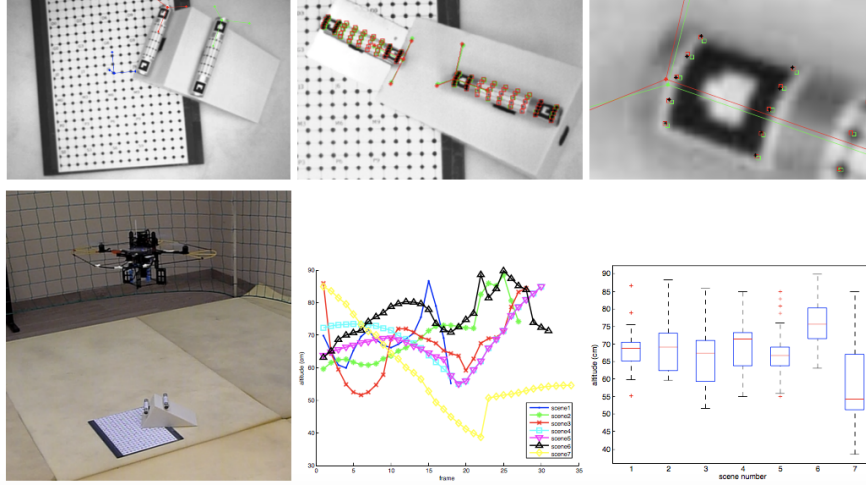 90
80
70
60
50
40
30
altitude (cm)
0 5 10 15 20 25 30 35
frame
scene1
scene2
scene3
scene4
scene5
scene6
scene7
90
85
80
75
70
65
60
55
50
45
40
altitude (cm)
1 2 3 4 5 6 7
scene number